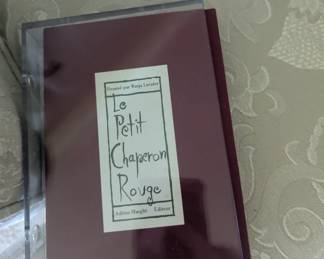 Dessiné par Warja Lavater
Le
Petit
Chaperon
Rouge
Adrien Maeght Editeur